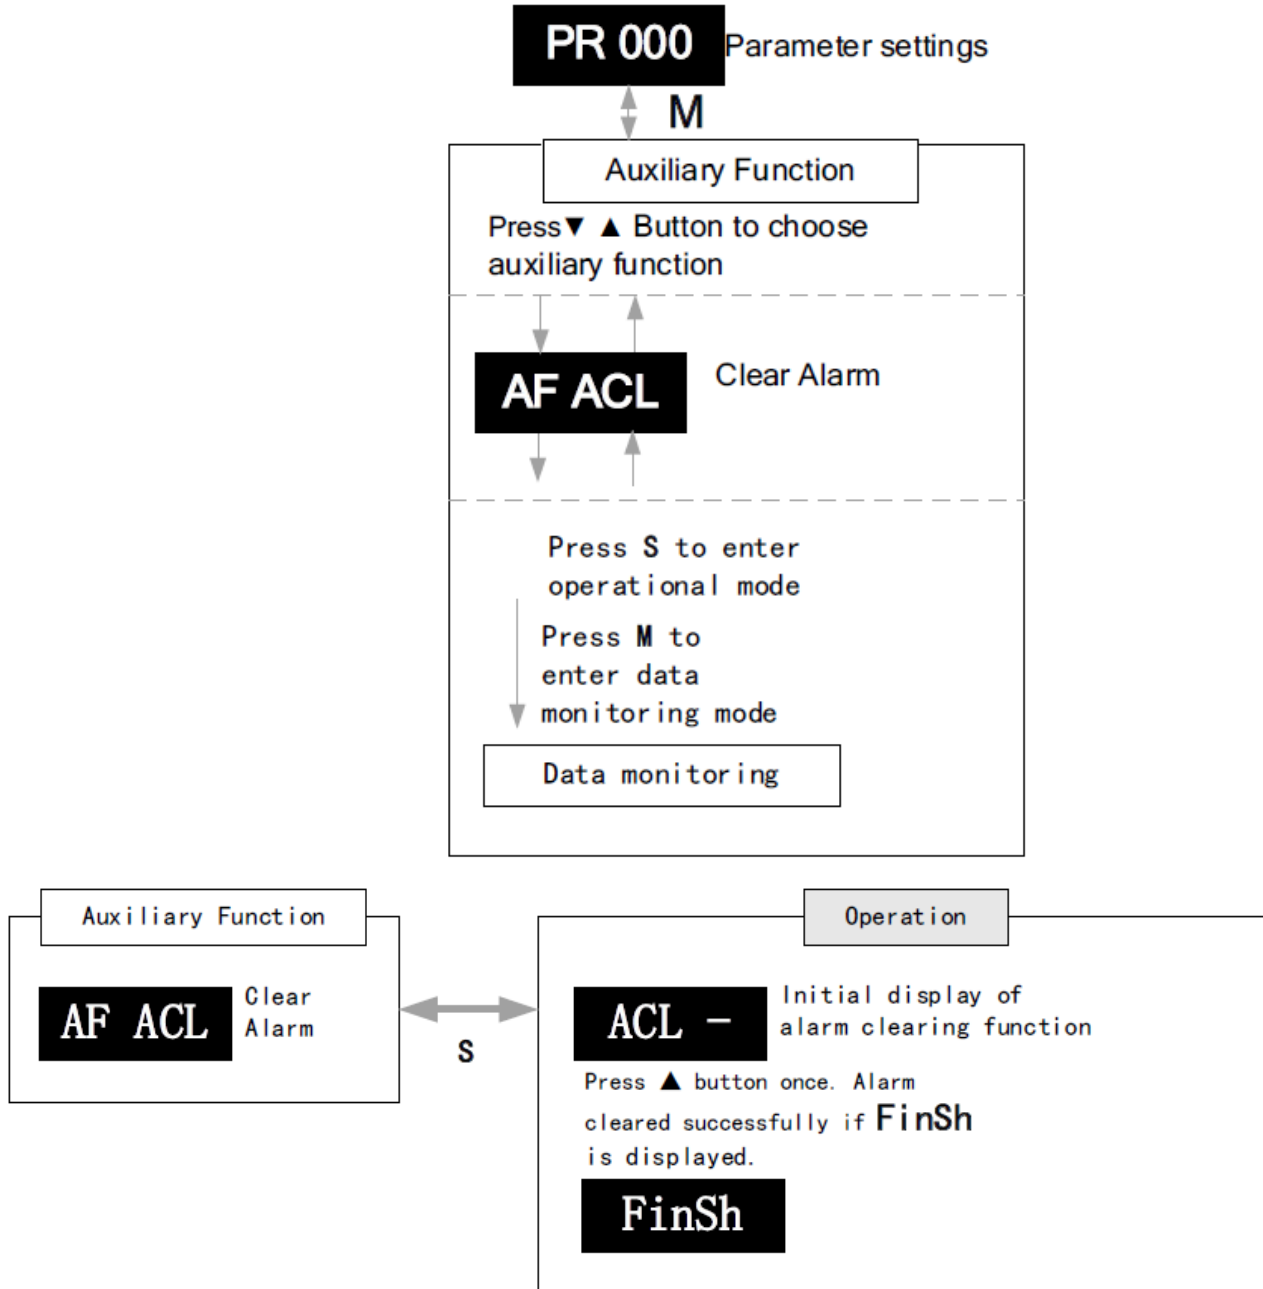 PR 000 Parameter settings
M
Auxiliary Function
Press▼ ▲ Button to choose
auxiliary function
AF ACL Clear Alarm
Press S to enter
operational mode
Press M to
enter data
monitoring mode
Data monitoring
Auxiliary Function
AF ACL
Clear
Alarm
S
Operation
ACL –
Initial display of
alarm clearing function
Press ▲ button once. Alarm
cleared successfully if FinSh
is displayed.
FinSh